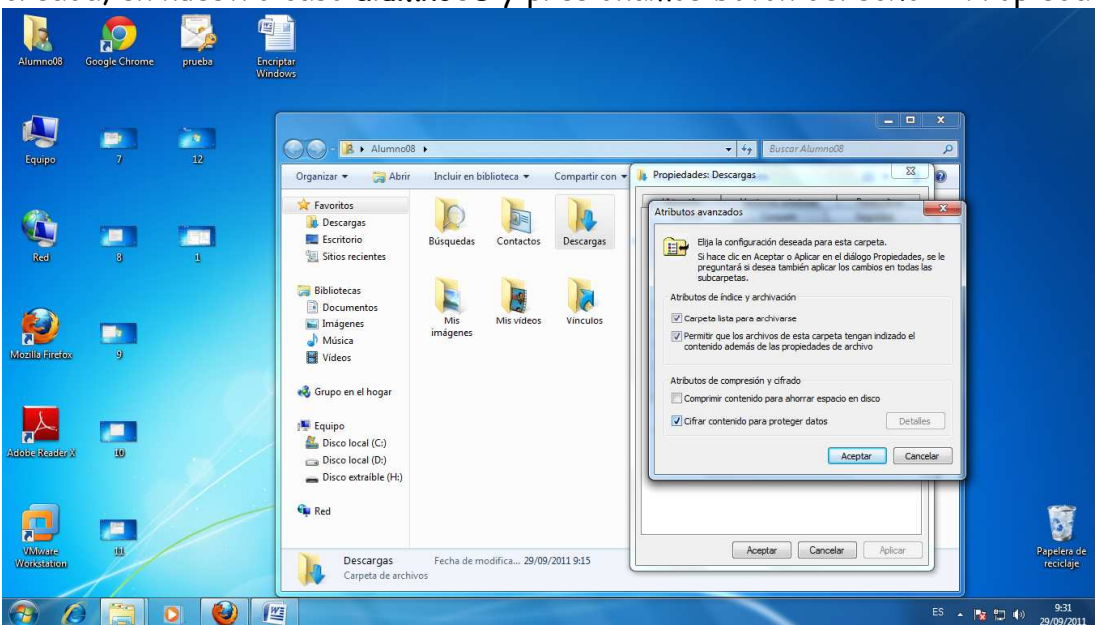 Alumno08
Google Chrome
prueba
Encriptar
Windows
Equipo
7
12
Red
8
1
Mozilla Firefox
9
Adobe Reader X
10
VMware
Workstation
11
Papelera de
reciclaje
Alumno08
Buscar Alumno08
Organizar
Abrir
Incluir en biblioteca
Compartir con
Favoritos
Descargas
Escritorio
Sitios recientes
Bibliotecas
Documentos
Imágenes
Música
Vídeos
Grupo en el hogar
Equipo
Disco local (C:)
Disco local (D:)
Disco extraíble (H:)
Red
Búsquedas
Contactos
Descargas
Mis
imágenes
Mis vídeos
Vínculos
Descargas
Fecha de modifica... 29/09/2011 9:15
Carpeta de archivos
Propiedades: Descargas
Atributos avanzados
Elija la configuración deseada para esta carpeta.
Si hace clic en Aceptar o Aplicar en el diálogo Propiedades, se le
preguntará si desea también aplicar los cambios en todas las
subcarpetas.
Atributos de índice y archivación
Carpeta lista para archivarse
Permitir que los archivos de esta carpeta tengan indizado el
contenido además de las propiedades de archivo
Atributos de compresión y cifrado
Comprimir contenido para ahorrar espacio en disco
Cifrar contenido para proteger datos
Detalles
Aceptar
Cancelar
Aceptar
Cancelar
Aplicar
ES
9:31
29/09/2011